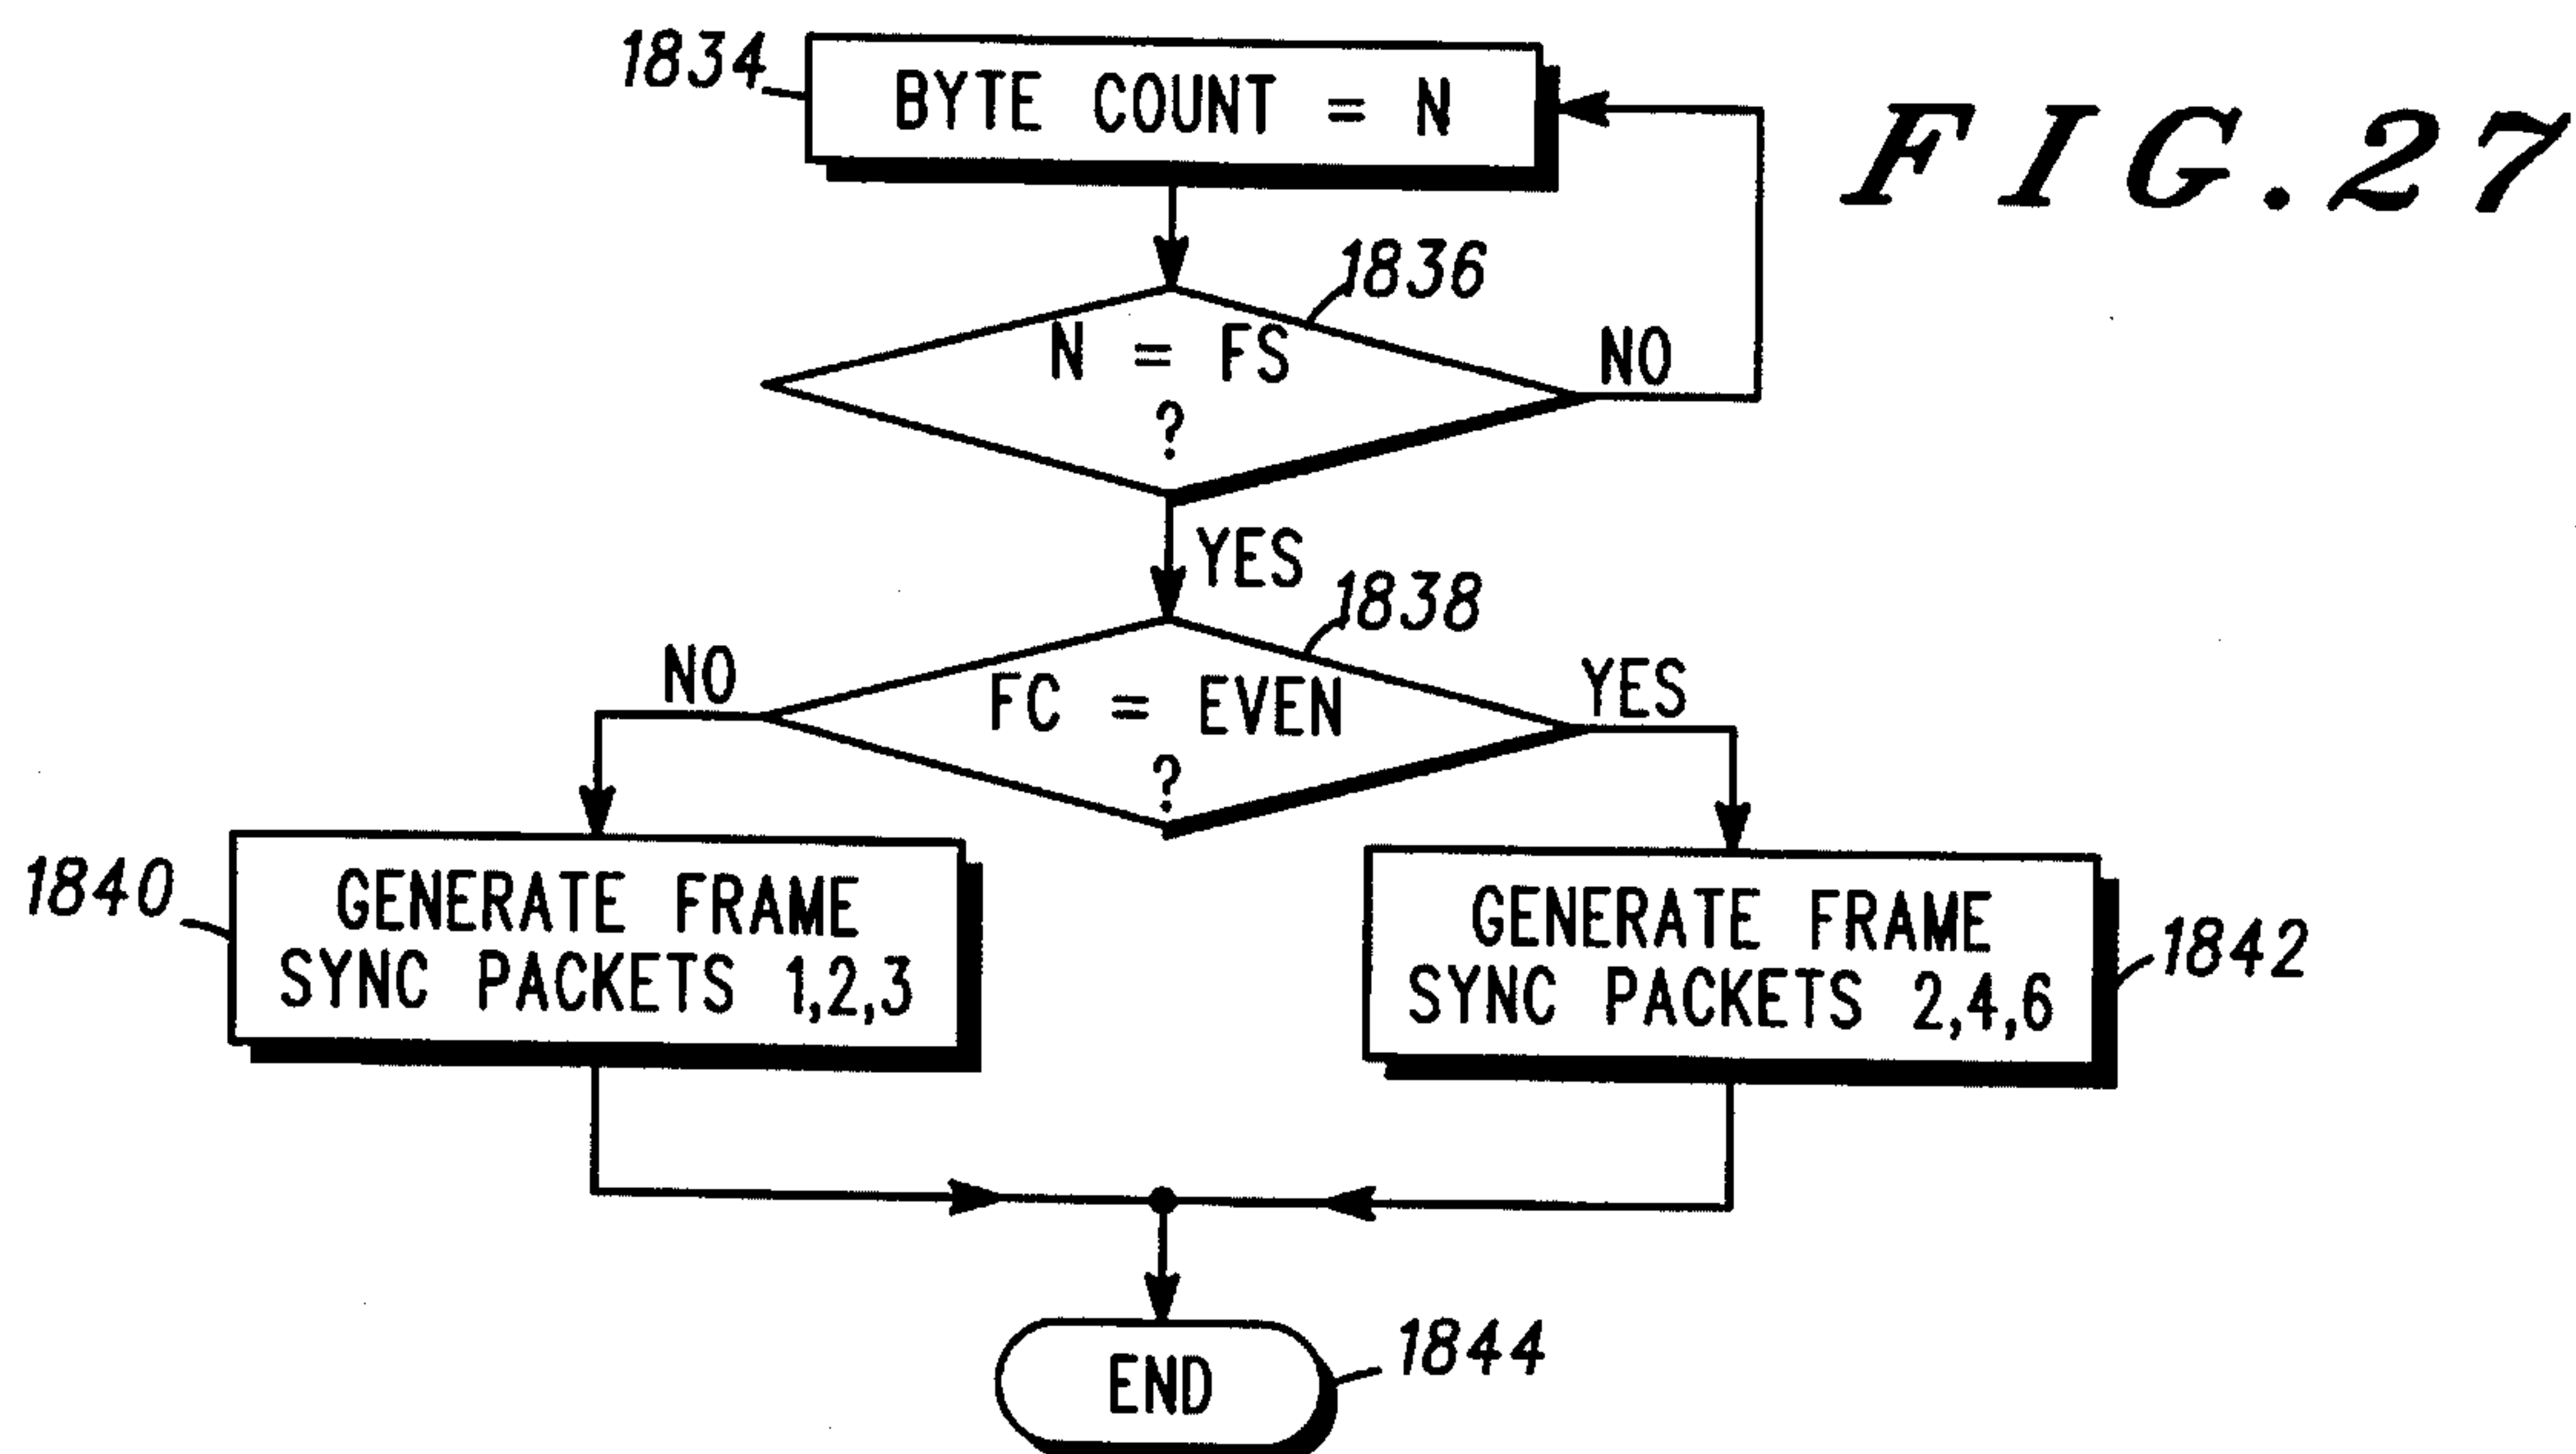 1834
BYTE COUNT = N
FIG.27
1836
N = FS
?
NO
YES
1838
NO
FC = EVEN
?
YES
1840
GENERATE FRAME
SYNC PACKETS 1,2,3
GENERATE FRAME
SYNC PACKETS 2,4,6
1842
END
1844